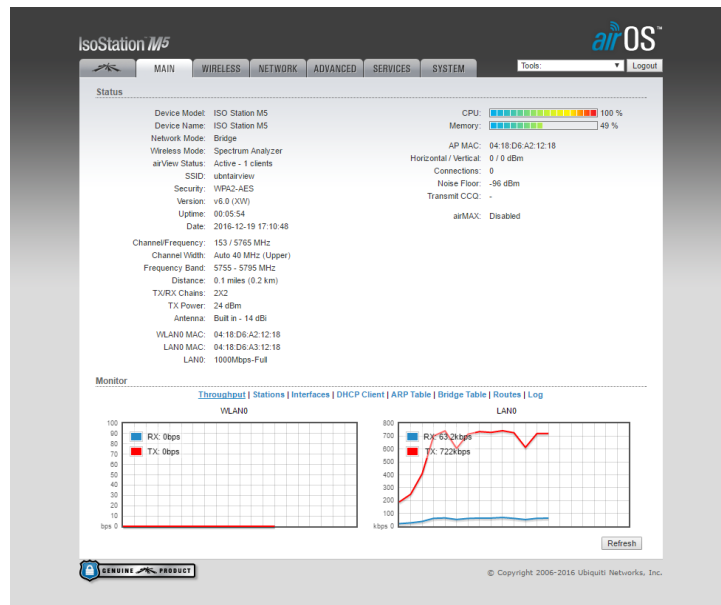 IsoStation M5
airOS™
MAIN WIRELESS NETWORK ADVANCED SERVICES SYSTEM Tools: Logout
Status
Device Model: ISO Station M5
Device Name: ISO Station M5
Network Mode: Bridge
Wireless Mode: Spectrum Analyzer
airView Status: Active - 1 clients
SSID: ubntairview
Security: WPA2-AES
Version: v6.0 (XW)
Uptime: 00:05:54
Date: 2016-12-19 17:10:48
Channel/Frequency: 153 / 5765 MHz
Channel Width: Auto 40 MHz (Upper)
Frequency Band: 5755 - 5795 MHz
Distance: 0.1 miles (0.2 km)
TX/RX Chains: 2X2
TX Power: 24 dBm
Antenna: Built in - 14 dBi
WLAN0 MAC: 04:18:D6:A2:12:18
LAN0 MAC: 04:18:D6:A3:12:18
LAN0: 1000Mbps-Full
CPU: 100 %
Memory: 49 %
AP MAC: 04:18:D6:A2:12:18
Horizontal / Vertical: 0 / 0 dBm
Connections: 0
Noise Floor: -96 dBm
Transmit CCQ: -
airMAX: Disabled
Monitor
Throughput | Stations | Interfaces | DHCP Client | ARP Table | Bridge Table | Routes | Log
WLAN0
100
90
80
70
60
50
40
30
20
10
bps 0
RX: 0bps
TX: 0bps
LAN0
800
700
600
500
400
300
200
100
kbps 0
RX: 63.2kbps
TX: 722kbps
Refresh
GENUINE PRODUCT
© Copyright 2006-2016 Ubiquiti Networks, Inc.